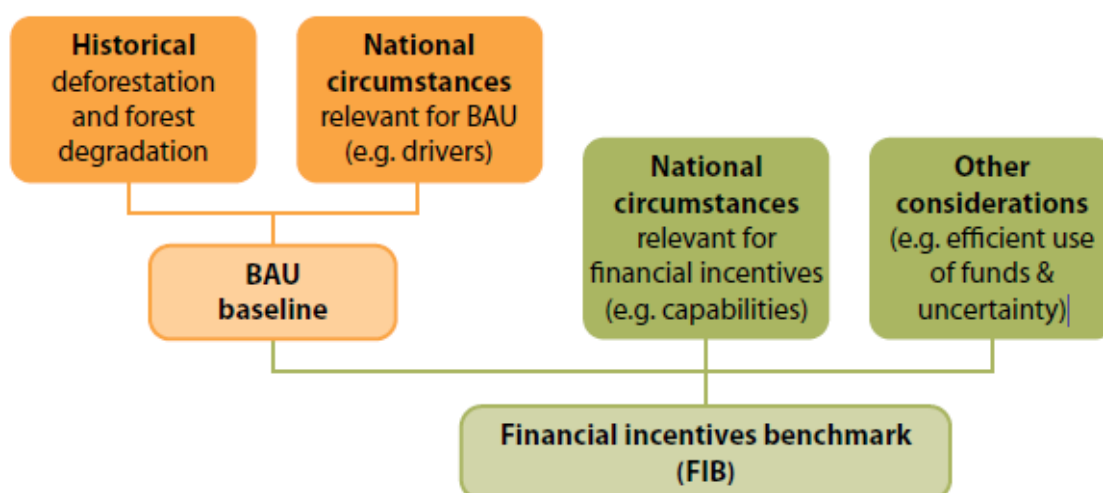 Historical
deforestation
and forest
degradation
National
circumstances
relevant for BAU
(e.g. drivers)
BAU
baseline
National
circumstances
relevant for
financial incentives
(e.g. capabilities)
Other
considerations
(e.g. efficient use
of funds &
uncertainty)
Financial incentives benchmark
(FIB)